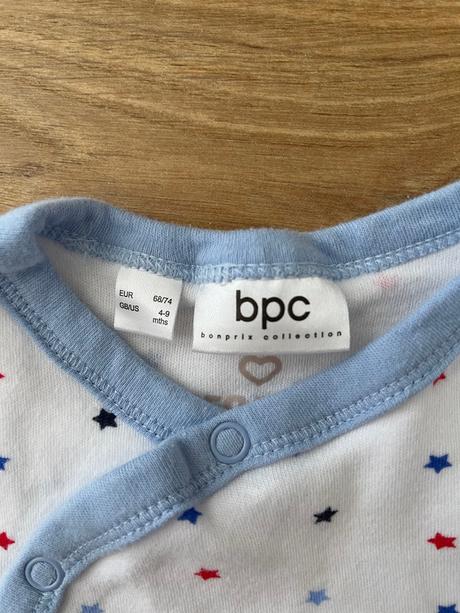 EUR 68/74
GB/US 4-9
mths
bpc
bonprix collection